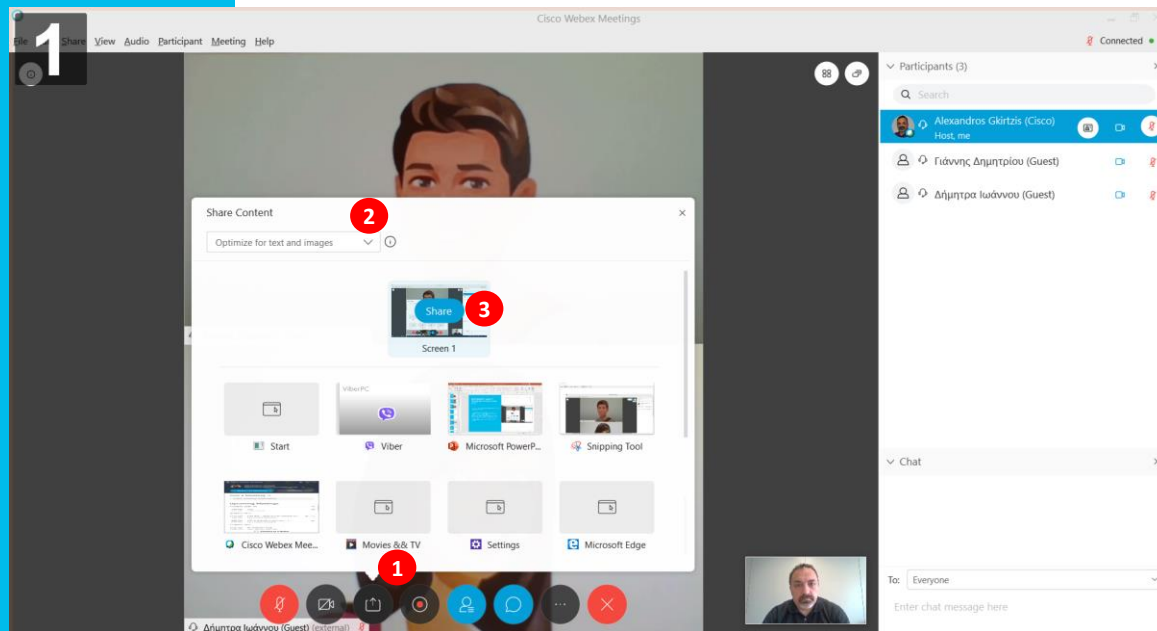 1
Cisco Webex Meetings
File
Share View Audio Participant Meeting Help
Connected
Participants (3)
Search
Alexandros Gkirtzis (Cisco)
Host, me
Γιάννης Δημητρίου (Guest)
Δήμητρα Ιωάννου (Guest)
Share Content
2
Optimize for text and images
Share
3
Screen 1
ViberPC
Start
Viber
Microsoft PowerP...
Snipping Tool
Cisco Webex Mee...
Movies && TV
Settings
Microsoft Edge
1
Δήμητρα Ιωάννου (Guest) (external)
Chat
To: Everyone
Enter chat message here